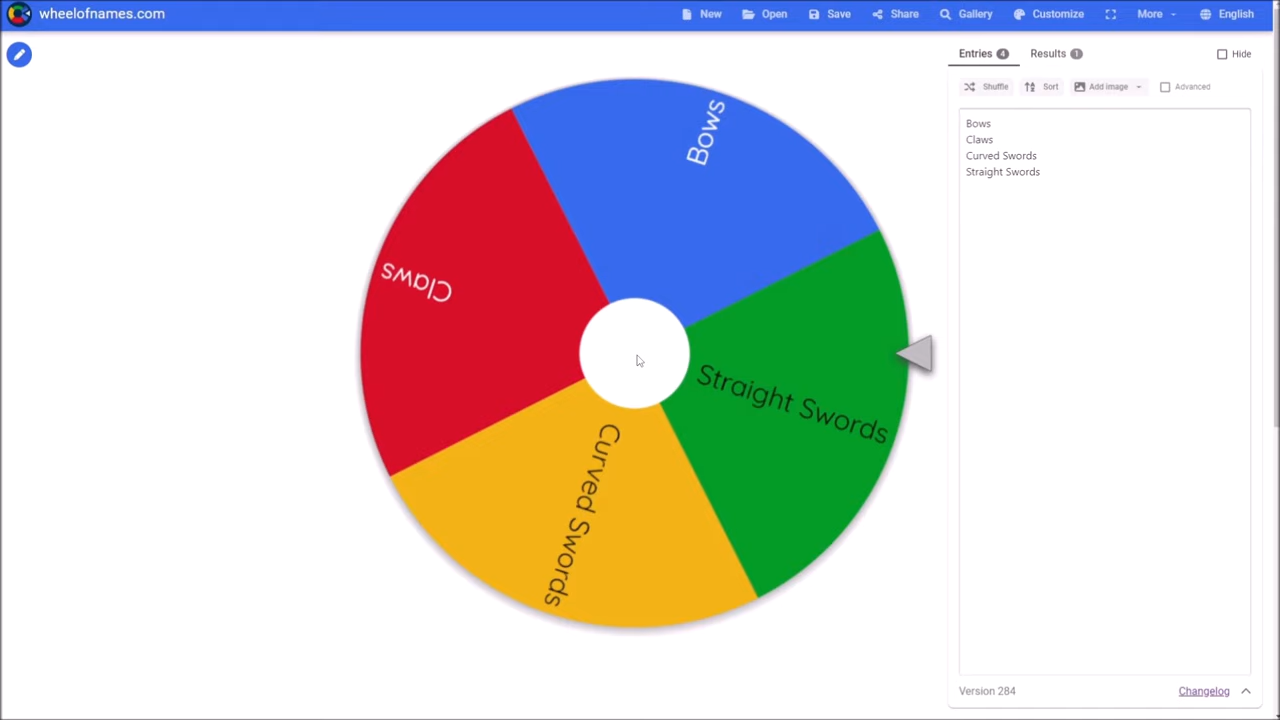 wheelofnames.com
New
Open
Save
Share
Gallery
Customize
More
English
Entries 4
Results 1
Hide
Shuffle
Sort
Add image
Advanced
Bows
Claws
Curved Swords
Straight Swords
Bows
Claws
Straight Swords
Curved Swords
Version 284
Changelog